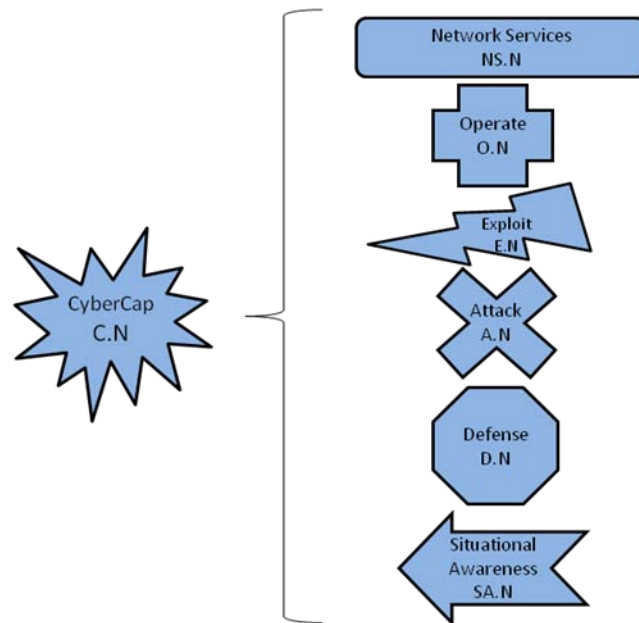 CyberCap
C.N
Network Services
NS.N
Operate
O.N
Exploit
E.N
Attack
A.N
Defense
D.N
Situational
Awareness
SA.N